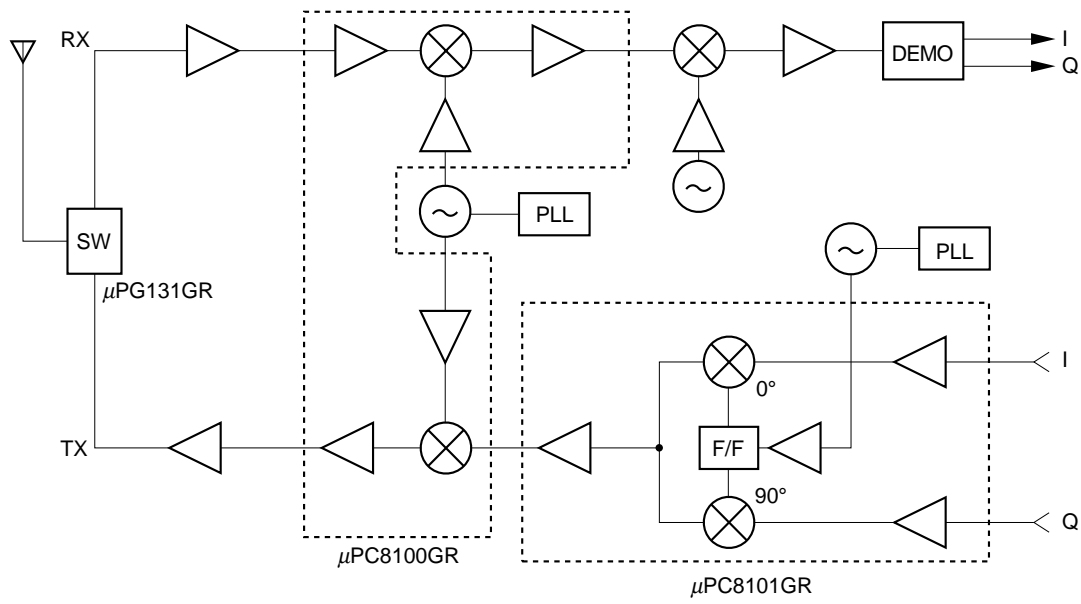 RX
I
DEMO
Q
PLL
SW
PLL
µPG131GR
I
0°
TX
F/F
90°
Q
µPC8100GR
µPC8101GR